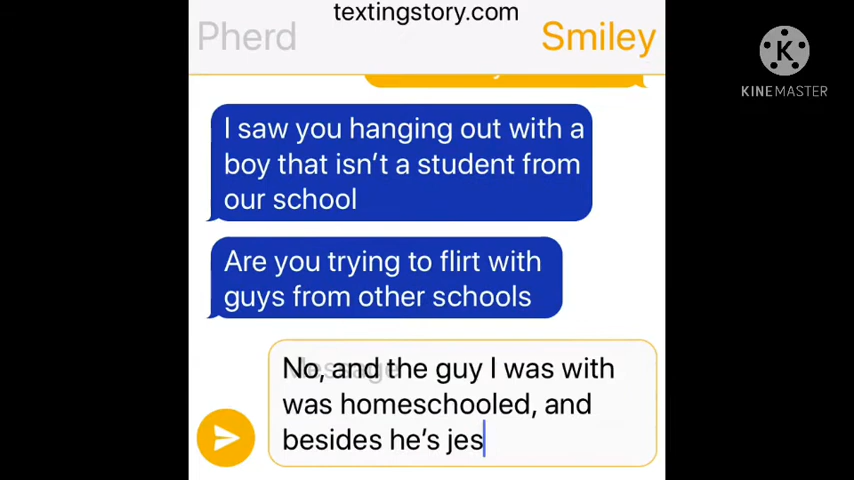 textingstory.com
Pherd
Smiley
K
KINEMASTER
I saw you hanging out with a
boy that isn't a student from
our school
Are you trying to flirt with
guys from other schools
Message
No, and the guy I was with
was homeschooled, and
besides he's jes